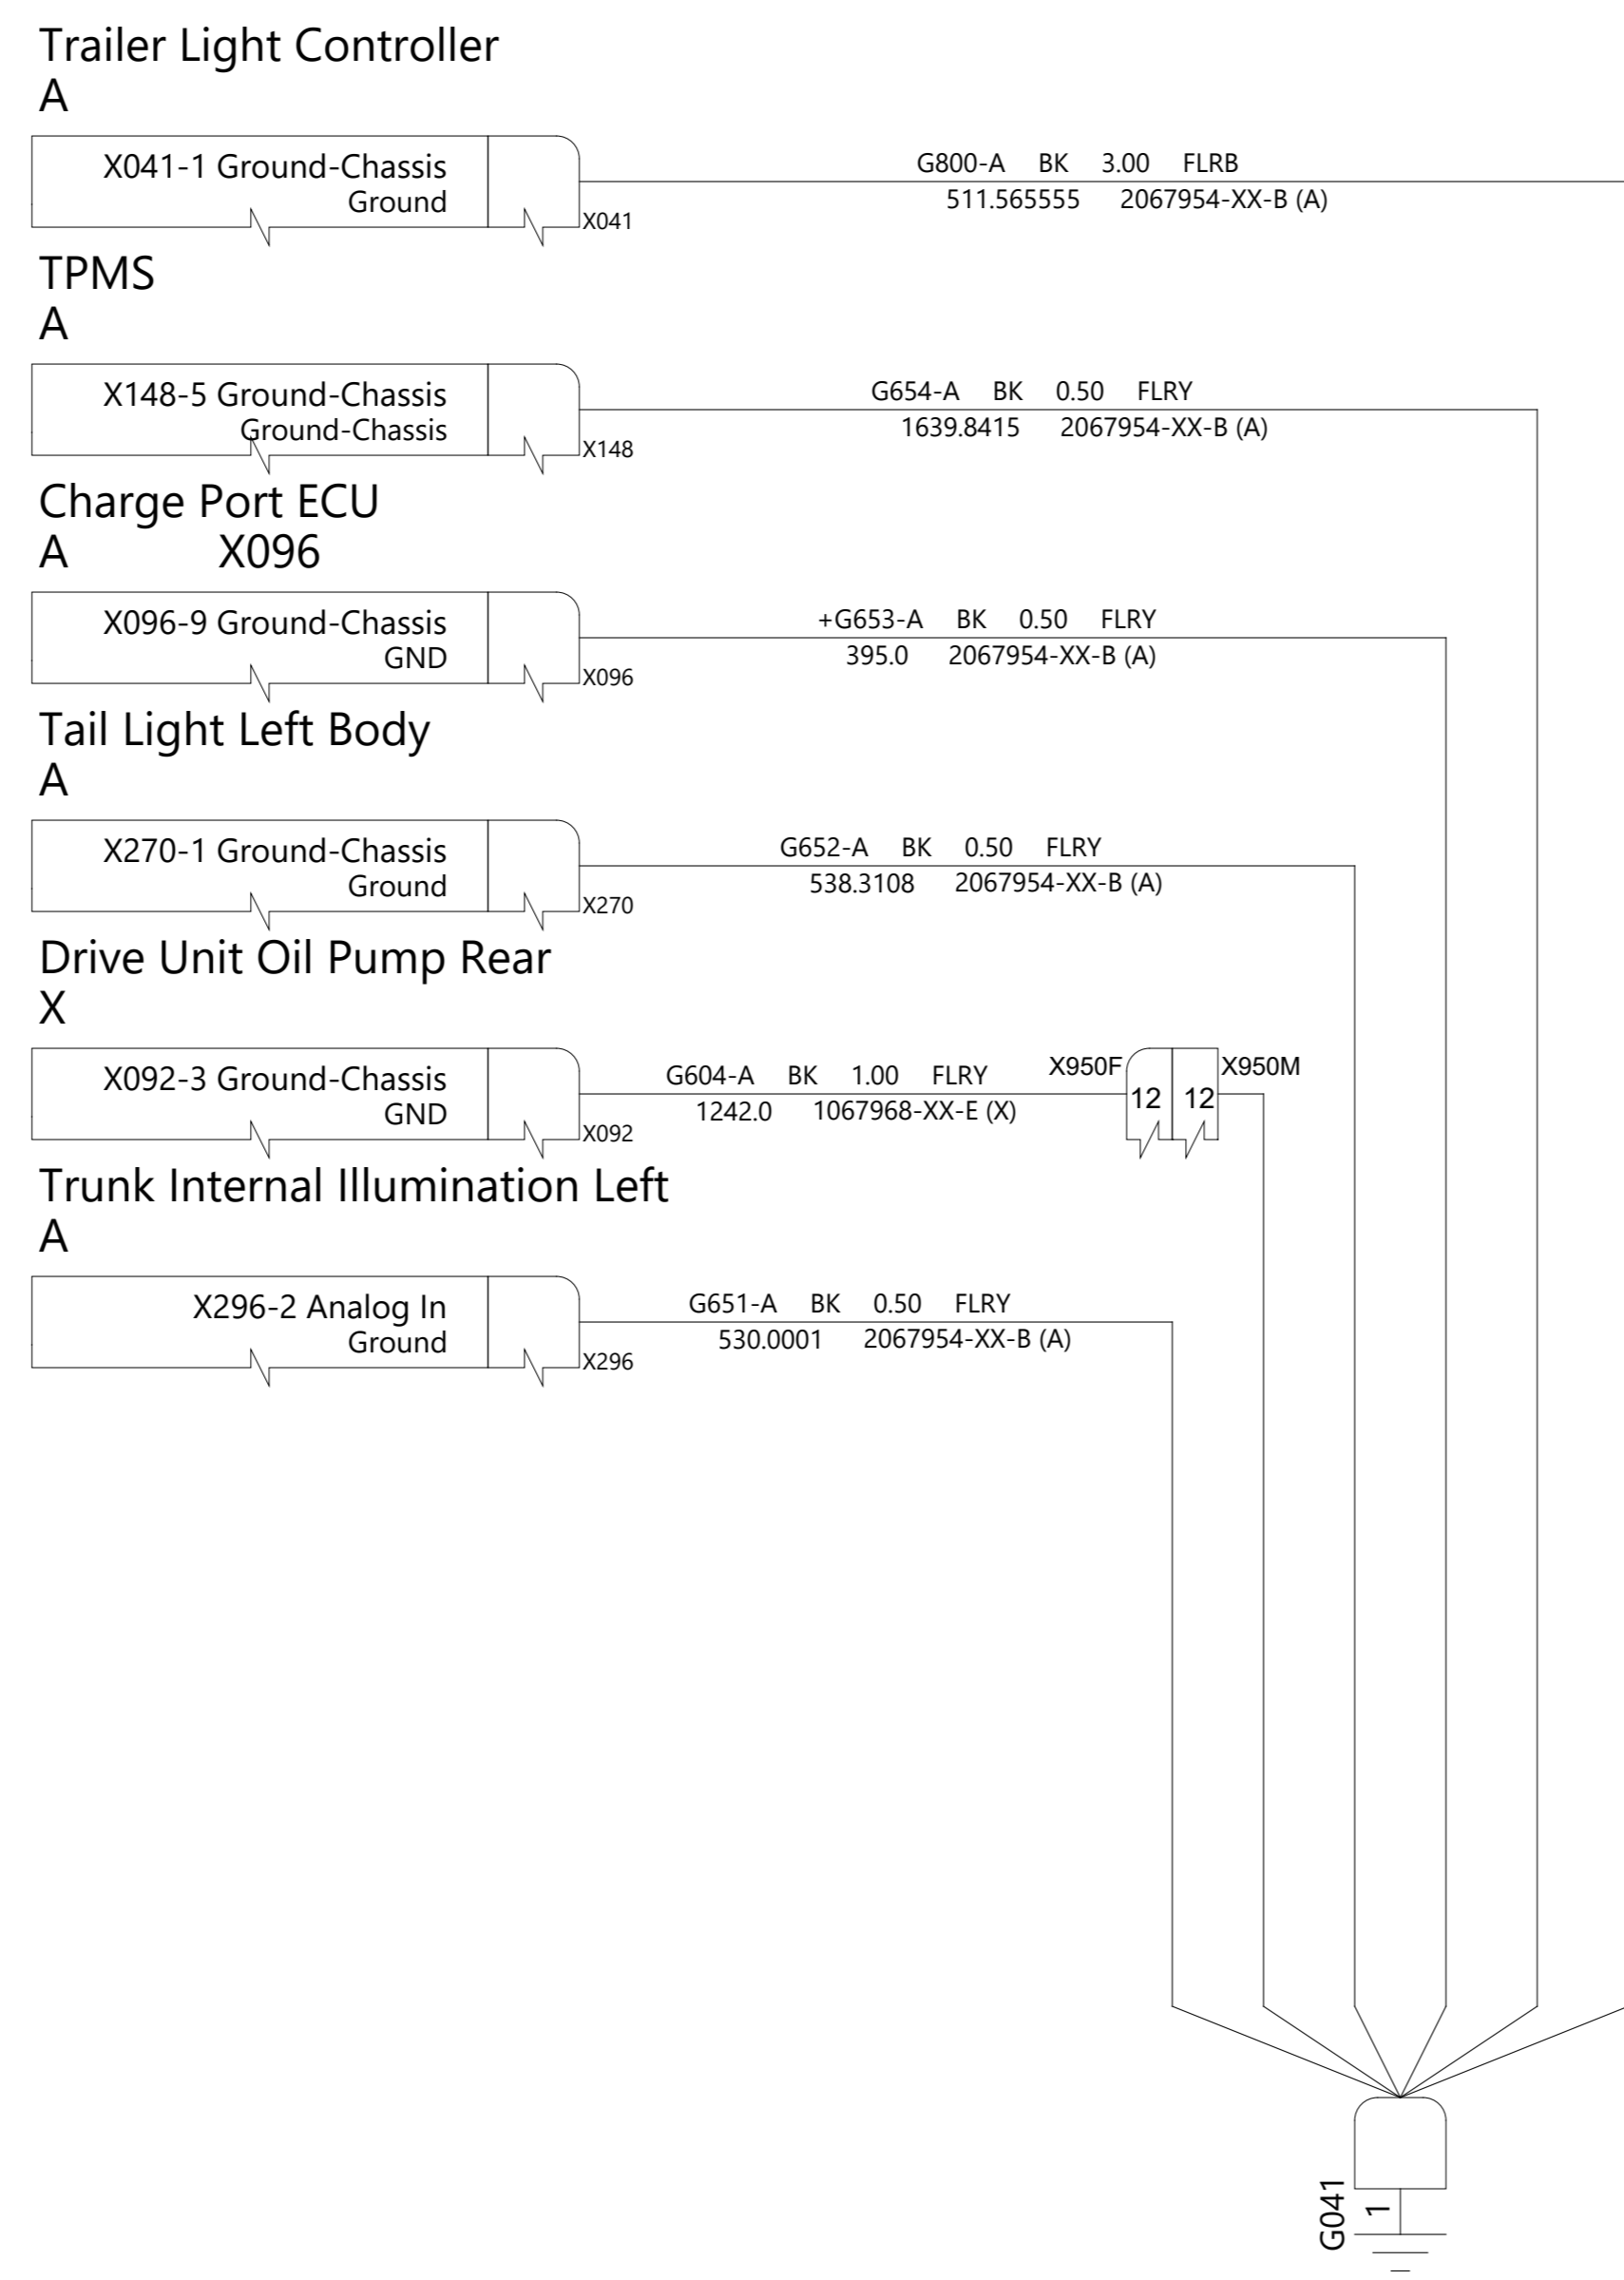 Trailer Light Controller
A
X041-1 Ground-Chassis
Ground
X041
G800-A BK 3.00 FLRB
511.565555 2067954-XX-B (A)
TPMS
A
X148-5 Ground-Chassis
Ground-Chassis
X148
G654-A BK 0.50 FLRY
1639.8415 2067954-XX-B (A)
Charge Port ECU
A X096
X096-9 Ground-Chassis
GND
X096
+G653-A BK 0.50 FLRY
395.0 2067954-XX-B (A)
Tail Light Left Body
A
X270-1 Ground-Chassis
Ground
X270
G652-A BK 0.50 FLRY
538.3108 2067954-XX-B (A)
Drive Unit Oil Pump Rear
X
X092-3 Ground-Chassis
GND
X092
G604-A BK 1.00 FLRY
1242.0 1067968-XX-E (X)
X950F
12
12
X950M
Trunk Internal Illumination Left
A
X296-2 Analog In
Ground
X296
G651-A BK 0.50 FLRY
530.0001 2067954-XX-B (A)
G041
1